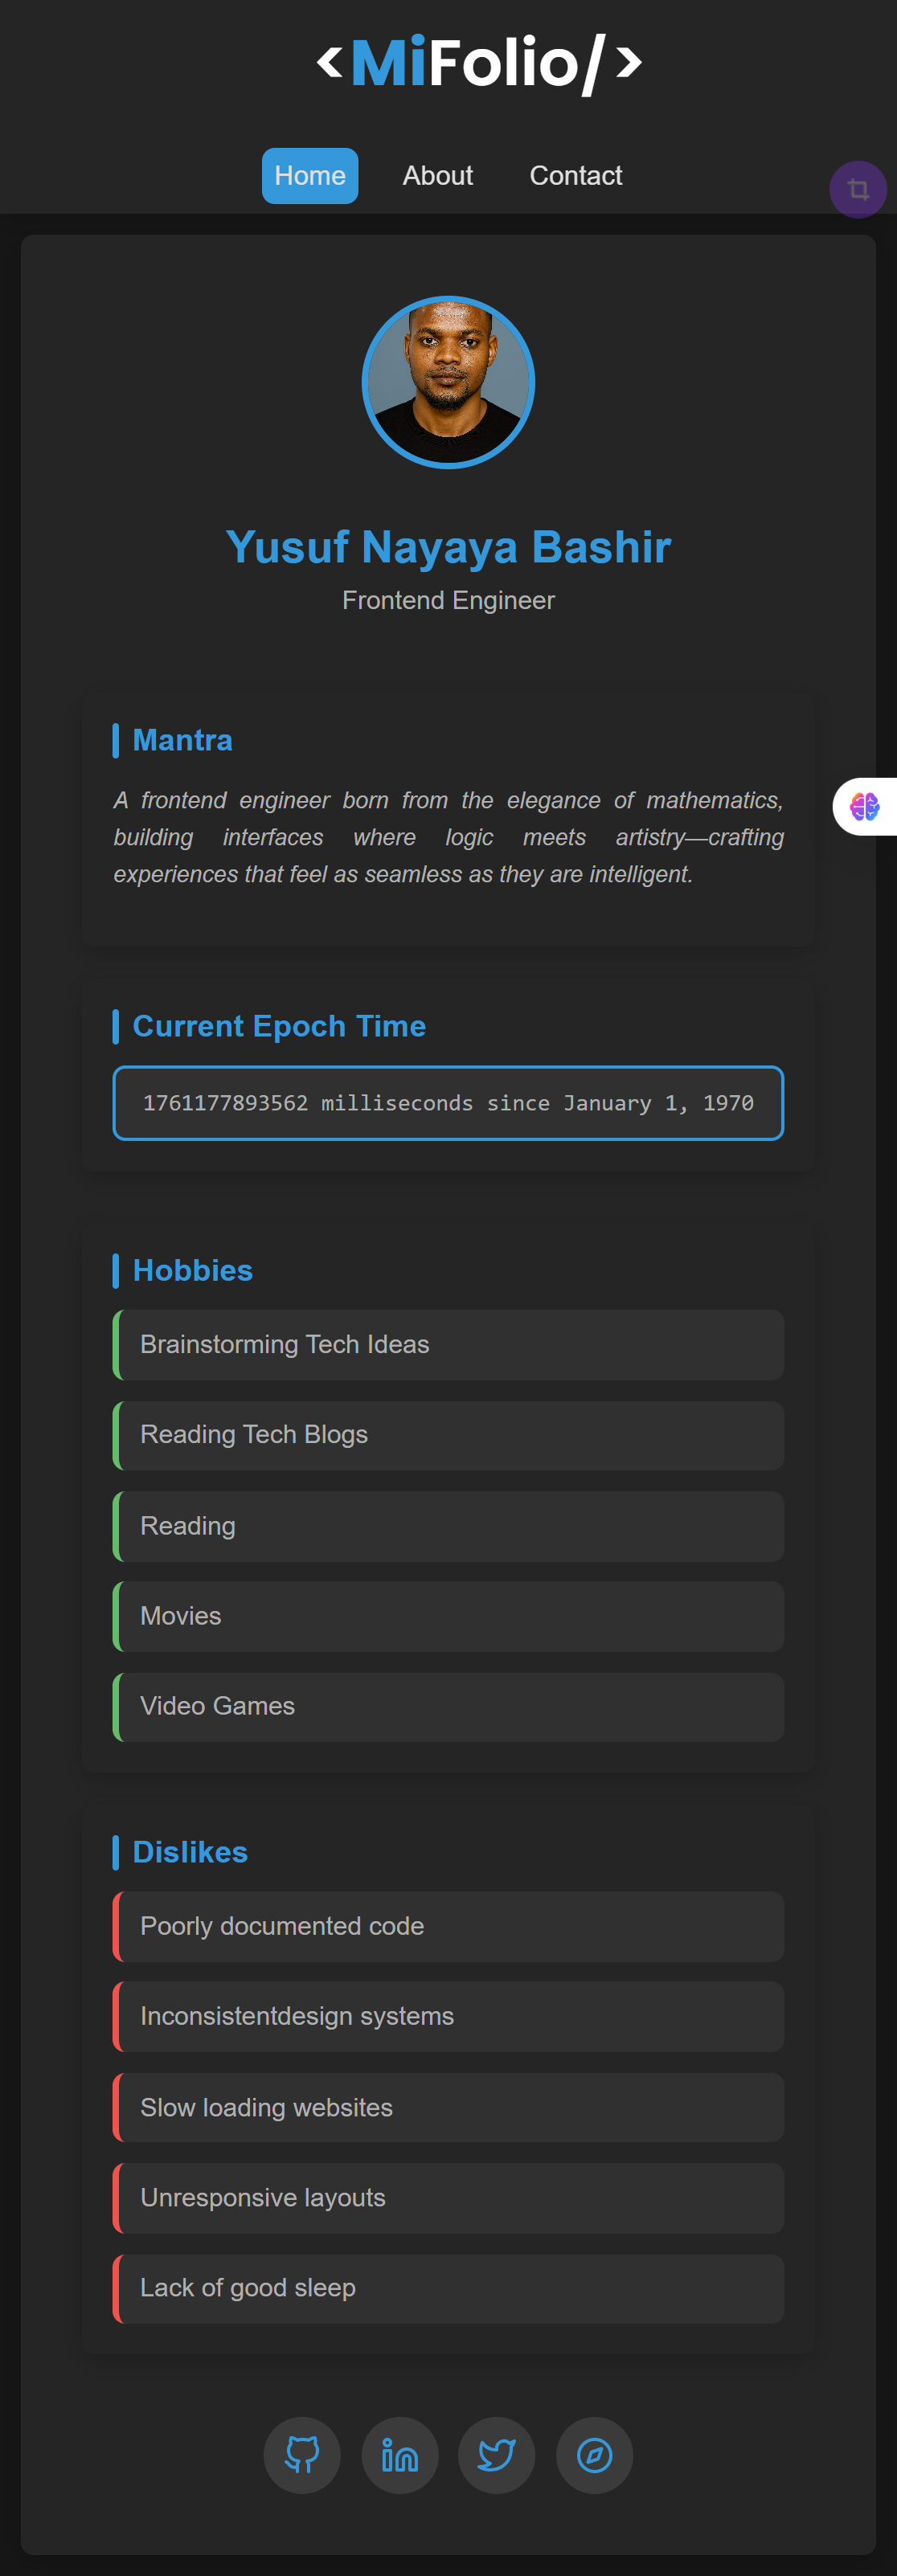 <MiFolio/>
Home About Contact
Yusuf Nayaya Bashir
Frontend Engineer
Mantra
A frontend engineer born from the elegance of mathematics,
building interfaces where logic meets artistry—crafting
experiences that feel as seamless as they are intelligent.
Current Epoch Time
1761177893562 milliseconds since January 1, 1970
Hobbies
Brainstorming Tech Ideas
Reading Tech Blogs
Reading
Movies
Video Games
Dislikes
Poorly documented code
Inconsistentdesign systems
Slow loading websites
Unresponsive layouts
Lack of good sleep